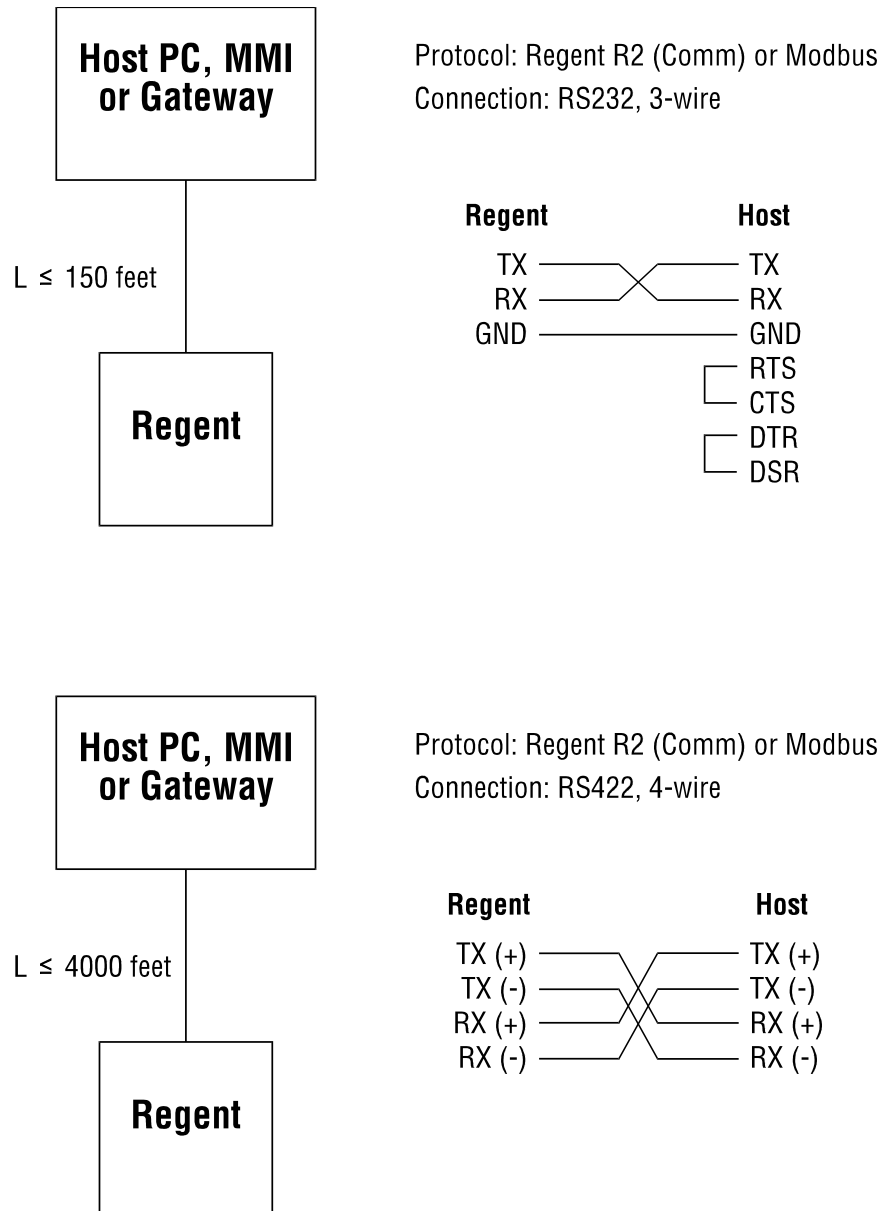 Host PC, MMI
or Gateway
Protocol: Regent R2 (Comm) or Modbus
Connection: RS232, 3-wire
L ≤ 150 feet
Regent
Regent Host
TX TX
RX RX
GND GND
RTS
CTS
DTR
DSR
Host PC, MMI
or Gateway
Protocol: Regent R2 (Comm) or Modbus
Connection: RS422, 4-wire
L ≤ 4000 feet
Regent
Regent Host
TX (+) TX (+)
TX (-) TX (-)
RX (+) RX (+)
RX (-) RX (-)